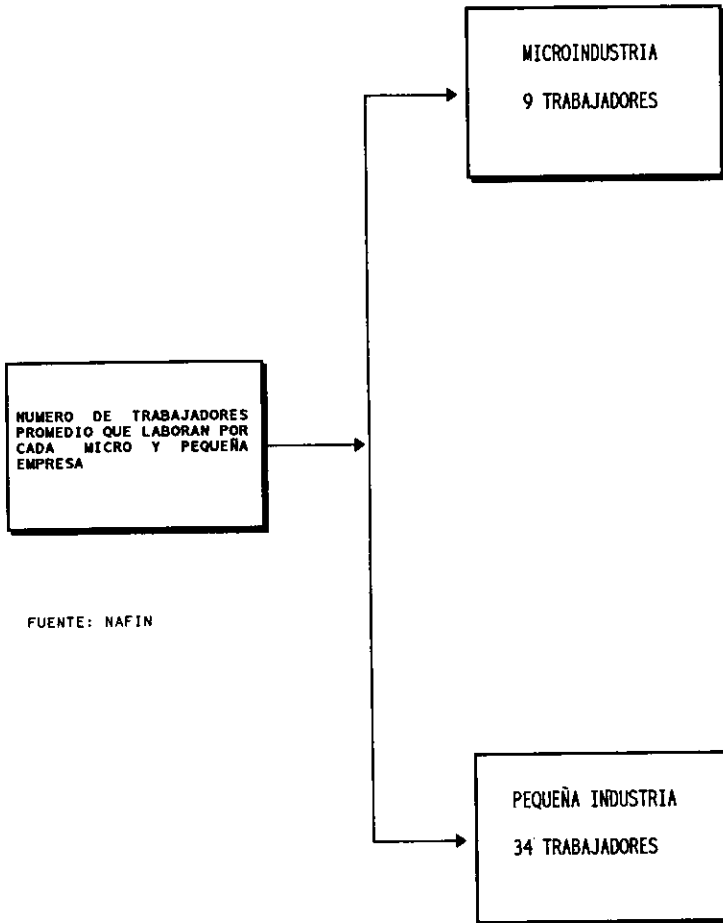 MICROINDUSTRIA
9 TRABAJADORES
NUMERO DE TRABAJADORES
PROMEDIO QUE LABORAN POR
CADA MICRO Y PEQUEÑA
EMPRESA
FUENTE: NAFIN
PEQUEÑA INDUSTRIA
34 TRABAJADORES